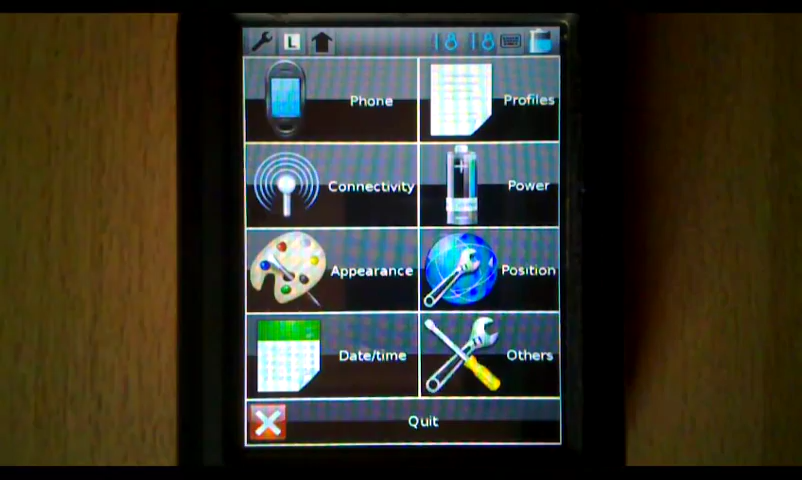 L
18 18
Phone
Profiles
Connectivity
Power
Appearance
Position
Date/time
Others
Quit